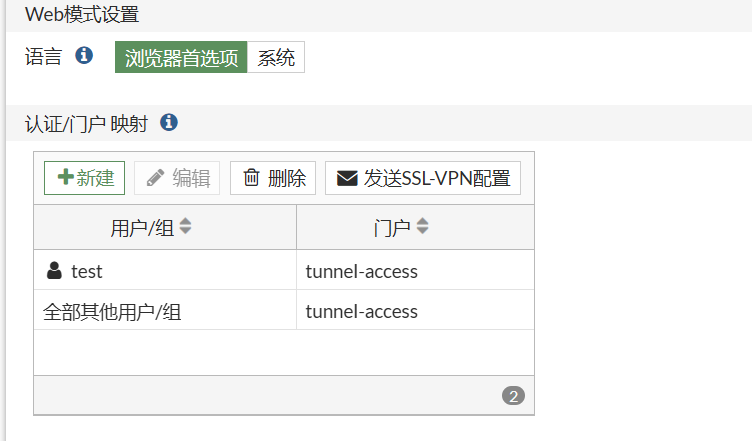 Web模式设置
语言 浏览器首选项 系统
认证/门户 映射
新建 编辑 删除 发送SSL-VPN配置
用户/组 门户
test tunnel-access
全部其他用户/组 tunnel-access
2